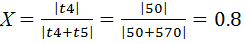 X = |t4| / |t4+t5| = |50| / |50+570| = 0.8